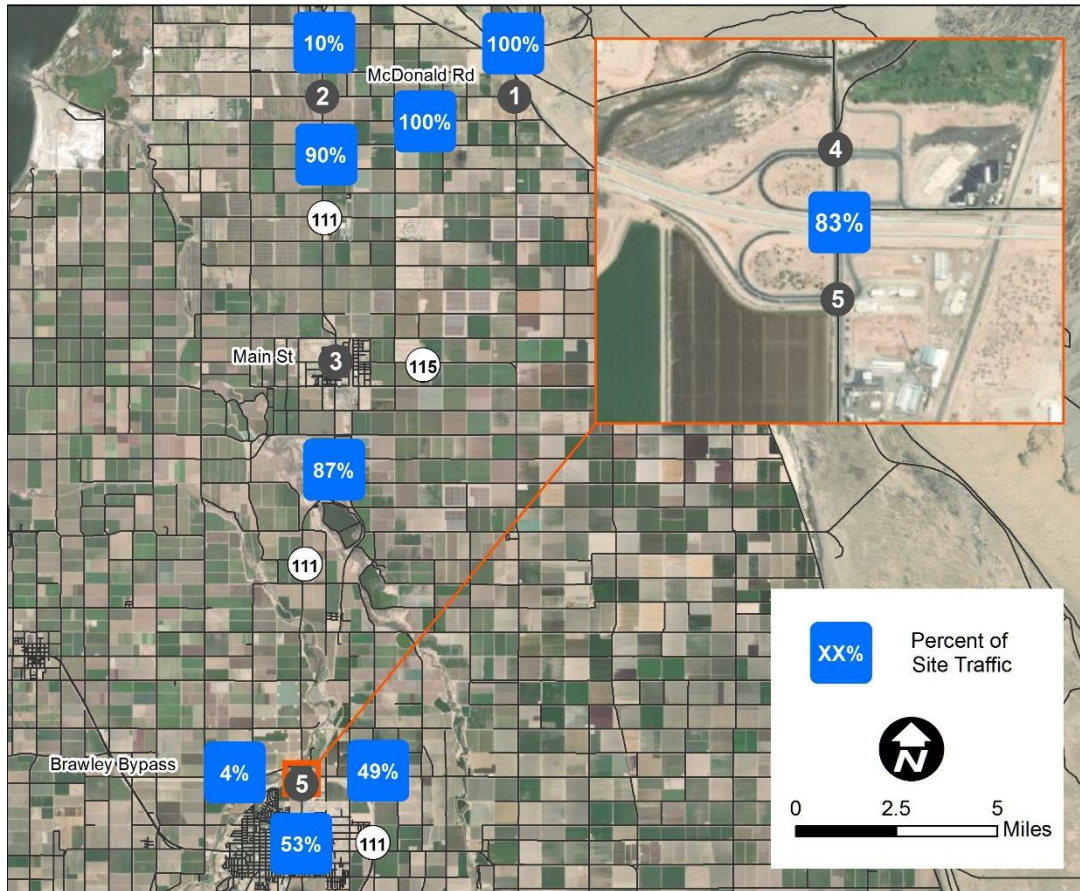 10%
100%
McDonald Rd
2
1
100%
90%
111
4
83%
5
Main St
3
115
87%
111
XX%
Percent of
Site Traffic
N
Brawley Bypass
4%
5
49%
53%
111
0
2.5
5
Miles